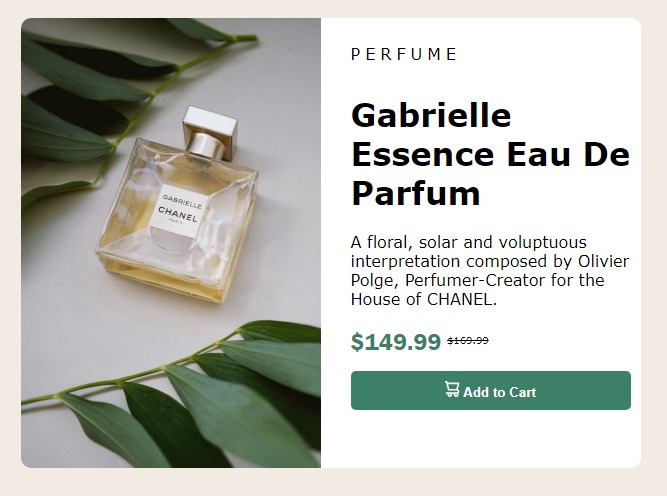 GABRIELLE
CHANEL
PARIS
PERFUME
Gabrielle
Essence Eau De
Parfum
A floral, solar and voluptuous
interpretation composed by Olivier
Polge, Perfumer-Creator for the
House of CHANEL.
$149.99 $169.99
Add to Cart